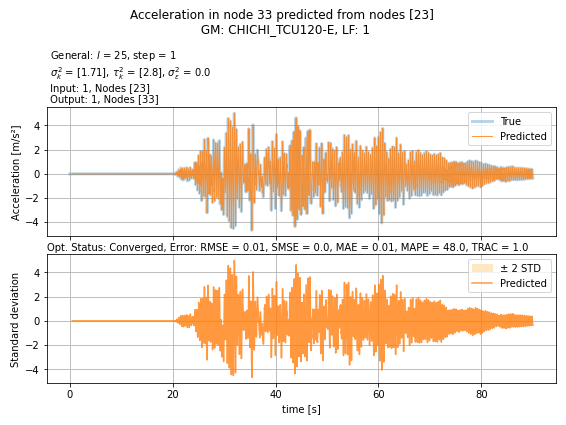 Acceleration in node 33 predicted from nodes [23]
GM: CHICHI_TCU120-E, LF: 1
General: l = 25, step = 1
σ²ₖ = [1.71], τ²ₖ = [2.8], σ²ε = 0.0
Input: 1, Nodes [23]
Output: 1, Nodes [33]
Acceleration [m/s²]
4
2
0
−2
−4
True
Predicted
Opt. Status: Converged, Error: RMSE = 0.01, SMSE = 0.0, MAE = 0.01, MAPE = 48.0, TRAC = 1.0
Standard deviation
4
2
0
−2
−4
± 2 STD
Predicted
0 20 40 60 80
time [s]